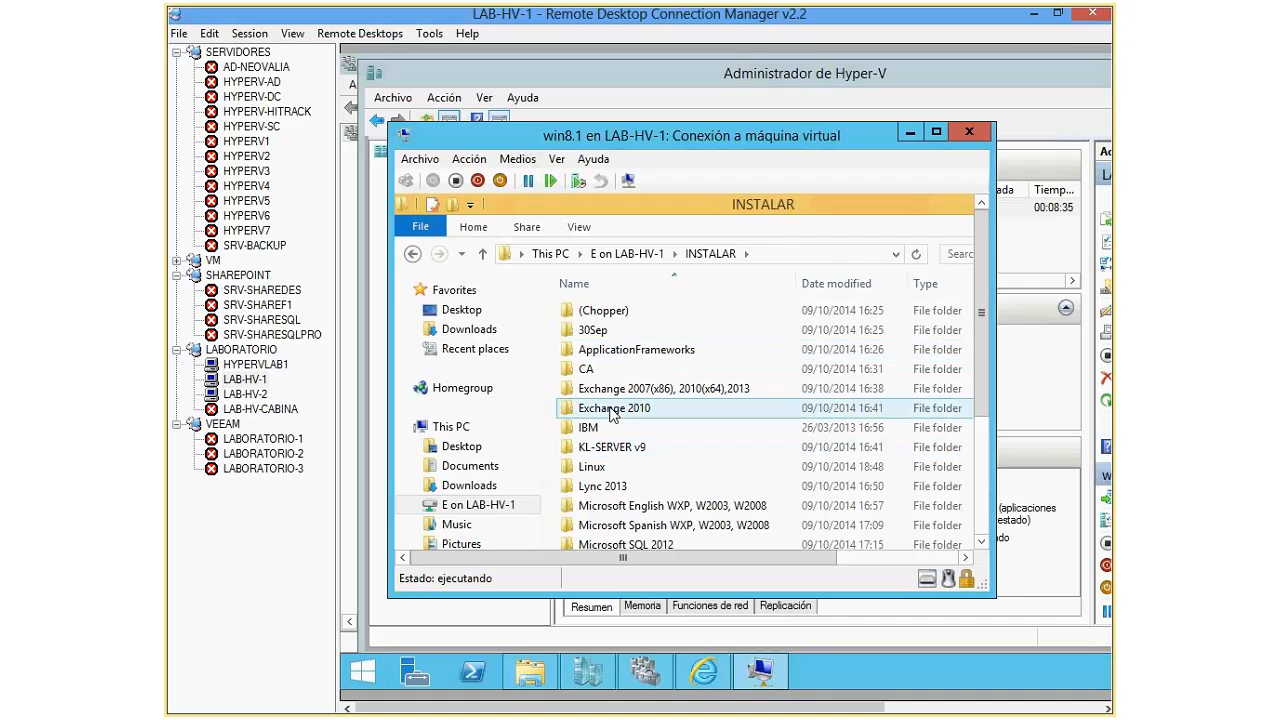 LAB-HV-1 - Remote Desktop Connection Manager v2.2
File Edit Session View Remote Desktops Tools Help
SERVIDORES
AD-NEOVALIA
HYPERV-AD
HYPERV-DC
HYPERV-HITRACK
HYPERV-SC
HYPERV1
HYPERV2
HYPERV3
HYPERV4
HYPERV5
HYPERV6
HYPERV7
SRV-BACKUP
VM
SHAREPOINT
SRV-SHAREDES
SRV-SHAREF1
SRV-SHARESQL
SRV-SHARESQLPRO
LABORATORIO
HYPERVLAB1
LAB-HV-1
LAB-HV-2
LAB-HV-CABINA
VEEAM
LABORATORIO-1
LABORATORIO-2
LABORATORIO-3
Administrador de Hyper-V
Archivo Acción Ver Ayuda
win8.1 en LAB-HV-1: Conexión a máquina virtual
Archivo Acción Medios Ver Ayuda
INSTALAR
File Home Share View
This PC E on LAB-HV-1 INSTALAR
Searc
Favorites
Desktop
Downloads
Recent places
Homegroup
This PC
Desktop
Documents
Downloads
E on LAB-HV-1
Music
Pictures
Name Date modified Type
(Chopper) 09/10/2014 16:25 File folder
30Sep 09/10/2014 16:25 File folder
ApplicationFrameworks 09/10/2014 16:26 File folder
CA 09/10/2014 16:31 File folder
Exchange 2007(x86), 2010(x64),2013 09/10/2014 16:38 File folder
Exchange 2010 09/10/2014 16:41 File folder
IBM 26/03/2013 16:56 File folder
KL-SERVER v9 09/10/2014 16:41 File folder
Linux 09/10/2014 18:48 File folder
Lync 2013 09/10/2014 16:50 File folder
Microsoft English WXP, W2003, W2008 09/10/2014 16:57 File folder
Microsoft Spanish WXP, W2003, W2008 09/10/2014 17:09 File folder
Microsoft SQL 2012 09/10/2014 17:15 File folder
Estado: ejecutando
ada Tiemp...
00:08:35
(aplicaciones
estado)
do
Resumen Memoria Funciones de red Replicación